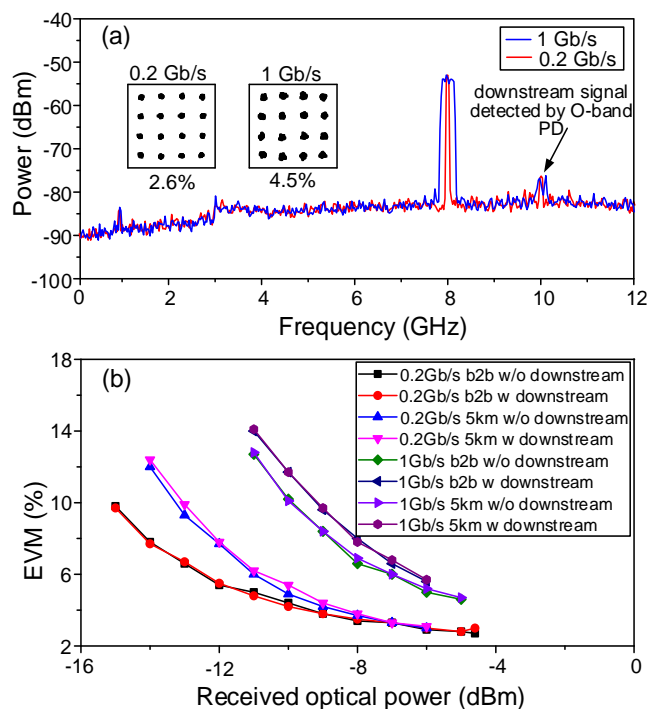 (a)
1 Gb/s
0.2 Gb/s
0.2 Gb/s
1 Gb/s
2.6%
4.5%
downstream signal
detected by O-band
PD
Power (dBm)
-40
-50
-60
-70
-80
-90
-100
0 2 4 6 8 10 12
Frequency (GHz)
(b)
0.2Gb/s b2b w/o downstream
0.2Gb/s b2b w downstream
0.2Gb/s 5km w/o downstream
0.2Gb/s 5km w downstream
1Gb/s b2b w/o downstream
1Gb/s b2b w downstream
1Gb/s 5km w/o downstream
1Gb/s 5km w downstream
EVM (%)
18
14
10
6
2
-16 -12 -8 -4 0
Received optical power (dBm)